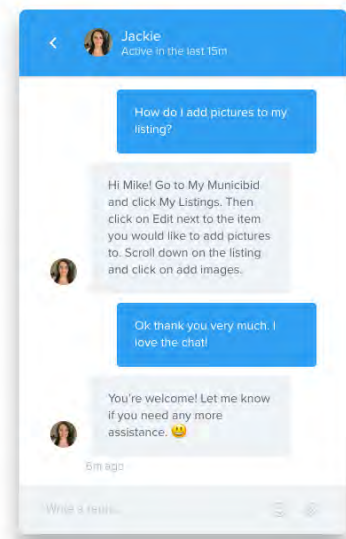 Jackie
Active in the last 15m
How do I add pictures to my
listing?
Hi Mike! Go to My Municibid
and click My Listings. Then
click on Edit next to the item
you would like to add pictures
to. Scroll down on the listing
and click on add images.
Ok thank you very much. I
love the chat!
You're welcome! Let me know
if you need any more
assistance. 😃
6m ago
Write a reply...